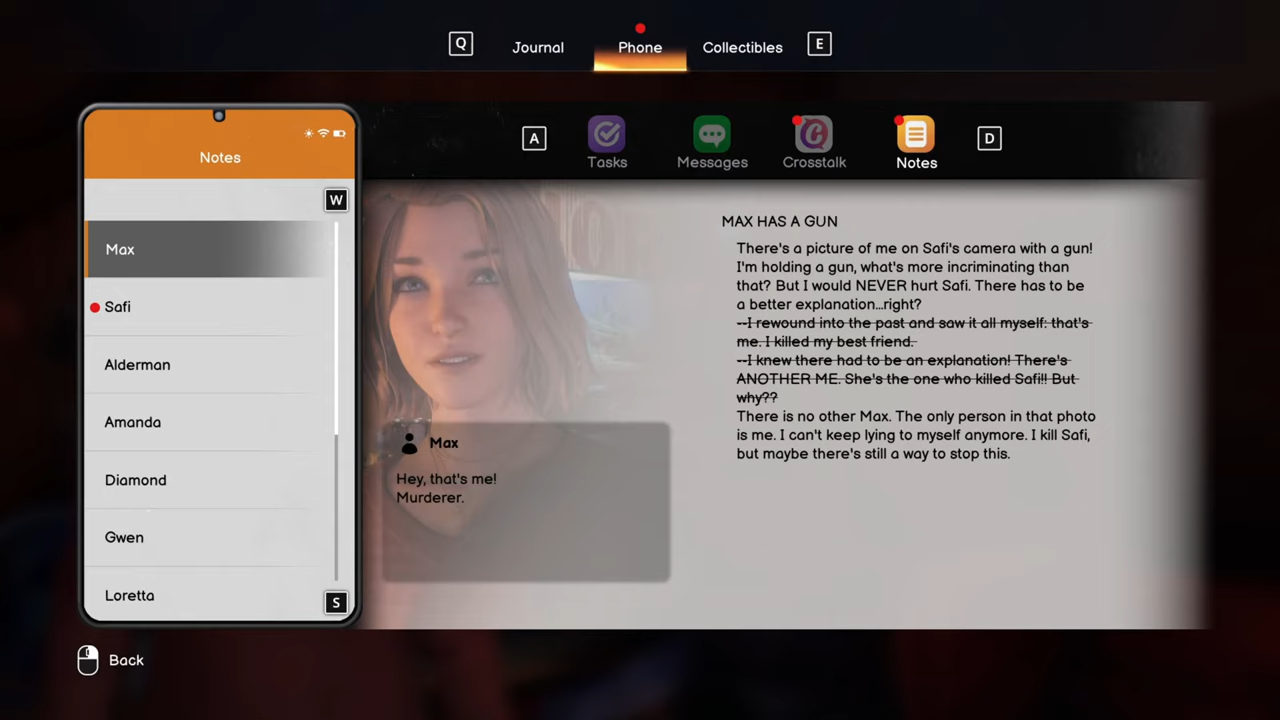 Q
Journal
Phone
Collectibles
E
Notes
A
Tasks
Messages
Crosstalk
Notes
D
W
Max
Safi
Alderman
Amanda
Diamond
Gwen
Loretta
S
Max
Hey, that's me!
Murderer.
MAX HAS A GUN
There's a picture of me on Safi's camera with a gun!
I'm holding a gun, what's more incriminating than
that? But I would NEVER hurt Safi. There has to be
a better explanation...right?
--I rewound into the past and saw it all myself: that's
me. I killed my best friend.
--I knew there had to be an explanation! There's
ANOTHER ME. She's the one who killed Safi!! But
why??
There is no other Max. The only person in that photo
is me. I can't keep lying to myself anymore. I kill Safi,
but maybe there's still a way to stop this.
Back